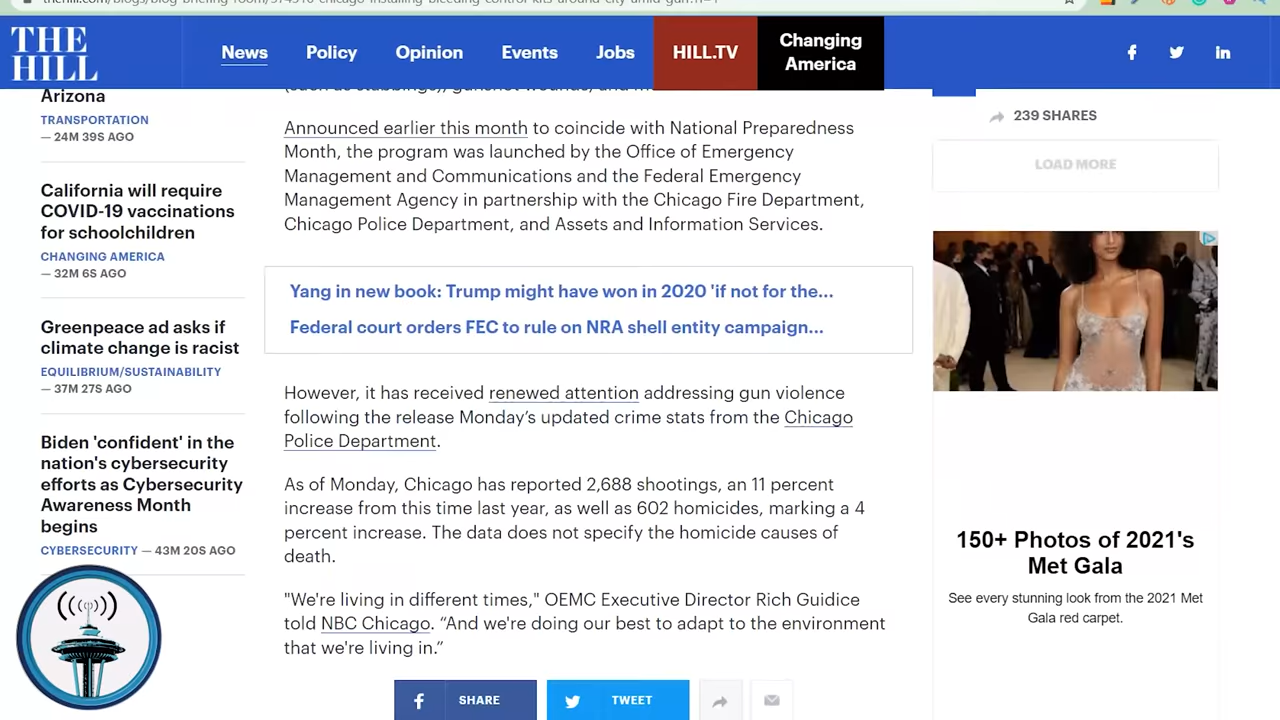 THE
HILL
News
Policy
Opinion
Events
Jobs
HILL.TV
Changing
America
Arizona
TRANSPORTATION
— 24M 39S AGO
California will require
COVID-19 vaccinations
for schoolchildren
CHANGING AMERICA
— 32M 6S AGO
Greenpeace ad asks if
climate change is racist
EQUILIBRIUM/SUSTAINABILITY
— 37M 27S AGO
Biden 'confident' in the
nation's cybersecurity
efforts as Cybersecurity
Awareness Month
begins
CYBERSECURITY — 43M 20S AGO
Announced earlier this month to coincide with National Preparedness
Month, the program was launched by the Office of Emergency
Management and Communications and the Federal Emergency
Management Agency in partnership with the Chicago Fire Department,
Chicago Police Department, and Assets and Information Services.
Yang in new book: Trump might have won in 2020 'if not for the...
Federal court orders FEC to rule on NRA shell entity campaign...
However, it has received renewed attention addressing gun violence
following the release Monday’s updated crime stats from the Chicago
Police Department.
As of Monday, Chicago has reported 2,688 shootings, an 11 percent
increase from this time last year, as well as 602 homicides, marking a 4
percent increase. The data does not specify the homicide causes of
death.
"We're living in different times," OEMC Executive Director Rich Guidice
told NBC Chicago. “And we're doing our best to adapt to the environment
that we're living in.”
SHARE
TWEET
239 SHARES
LOAD MORE
150+ Photos of 2021's
Met Gala
See every stunning look from the 2021 Met
Gala red carpet.